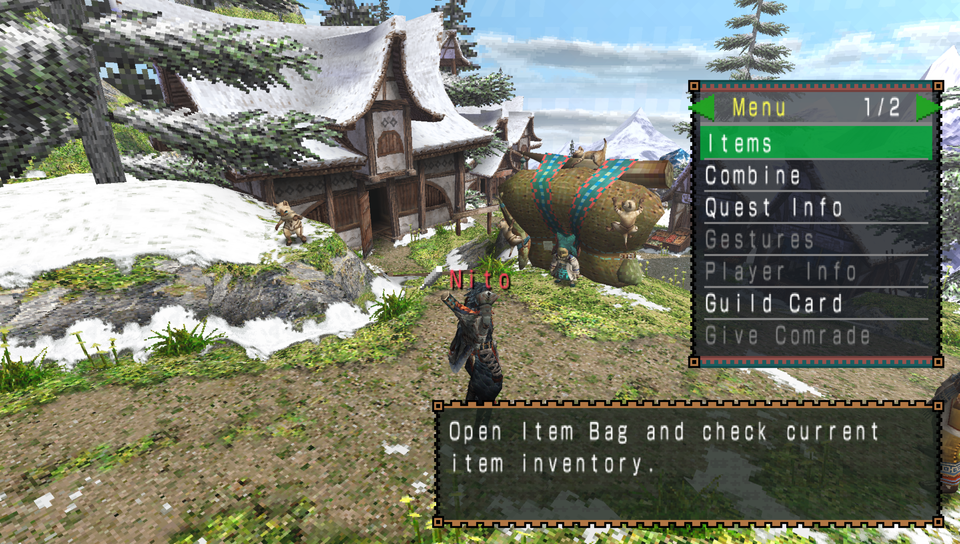 Menu 1/2
Items
Combine
Quest Info
Gestures
Player Info
Guild Card
Give Comrade
Nito
Open Item Bag and check current
item inventory.